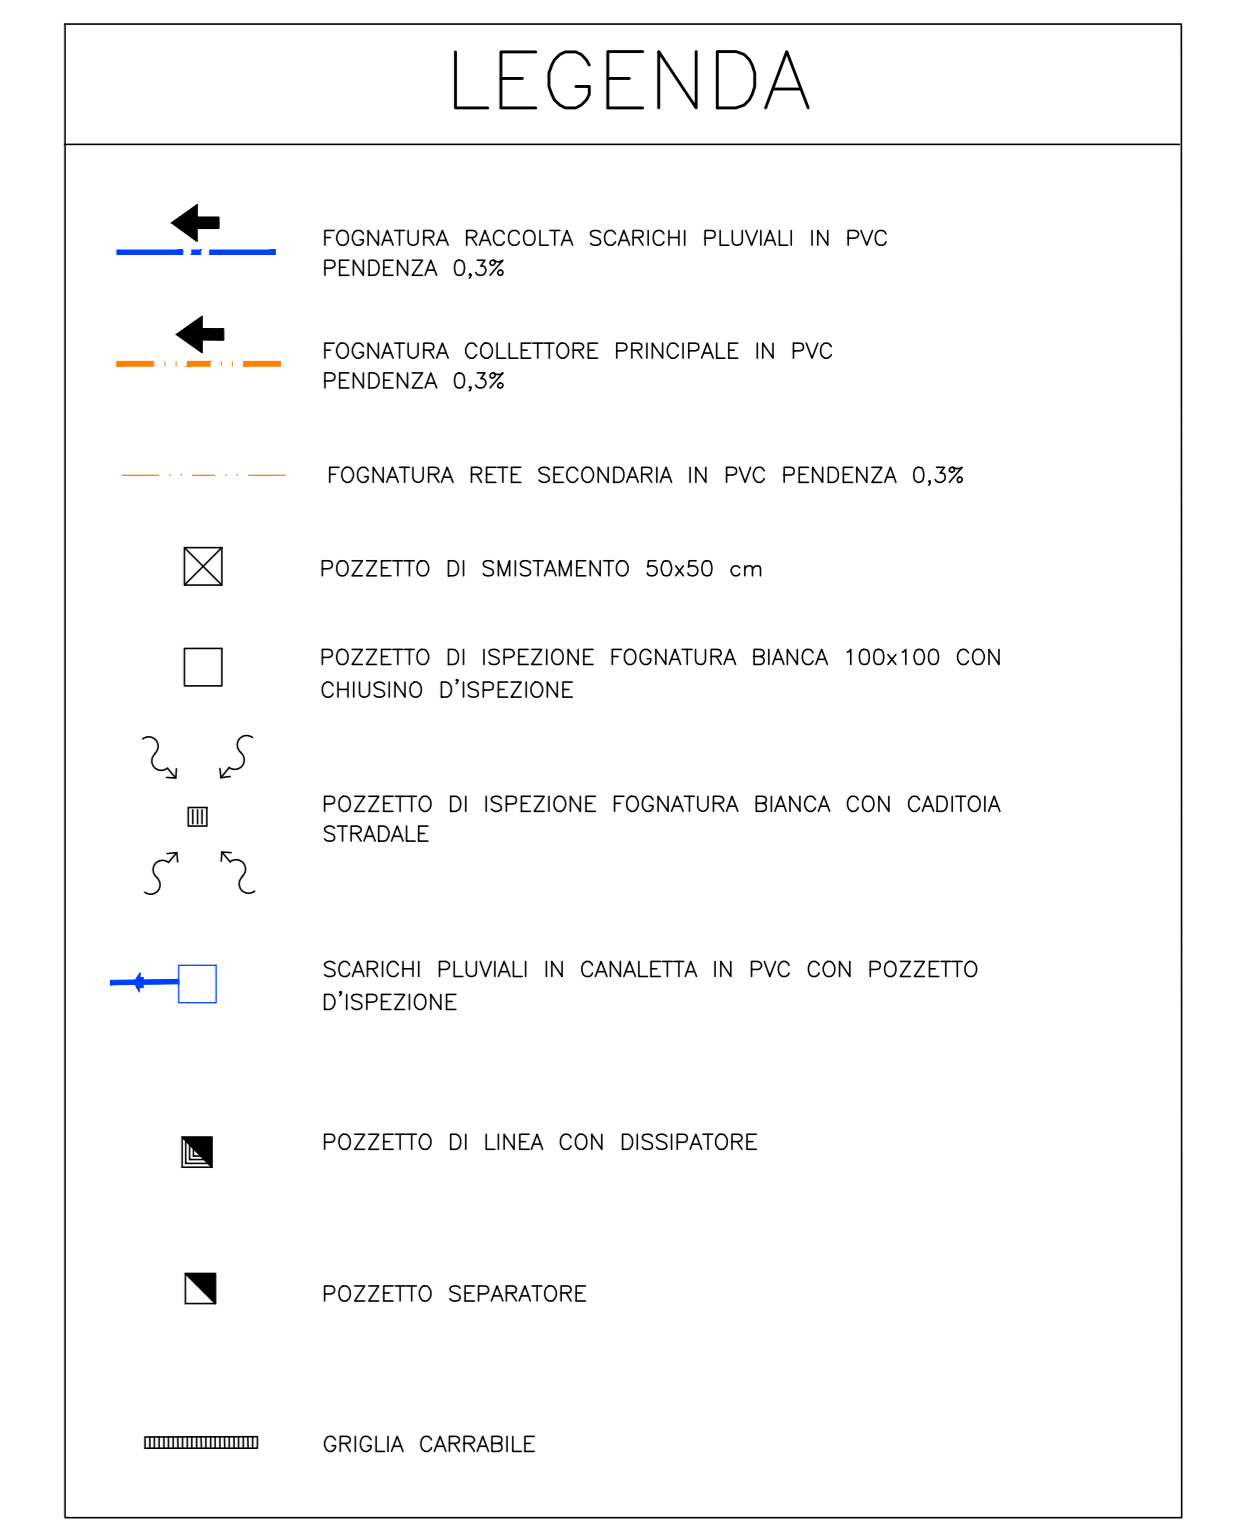 LEGENDA
FOGNATURA RACCOLTA SCARICHI PLUVIALI IN PVC
PENDENZA 0,3%
FOGNATURA COLLETTORE PRINCIPALE IN PVC
PENDENZA 0,3%
FOGNATURA RETE SECONDARIA IN PVC PENDENZA 0,3%
POZZETTO DI SMISTAMENTO 50x50 cm
POZZETTO DI ISPEZIONE FOGNATURA BIANCA 100x100 CON
CHIUSINO D'ISPEZIONE
POZZETTO DI ISPEZIONE FOGNATURA BIANCA CON CADITOIA
STRADALE
SCARICHI PLUVIALI IN CANALETTA IN PVC CON POZZETTO
D'ISPEZIONE
POZZETTO DI LINEA CON DISSIPATORE
POZZETTO SEPARATORE
GRIGLIA CARRABILE